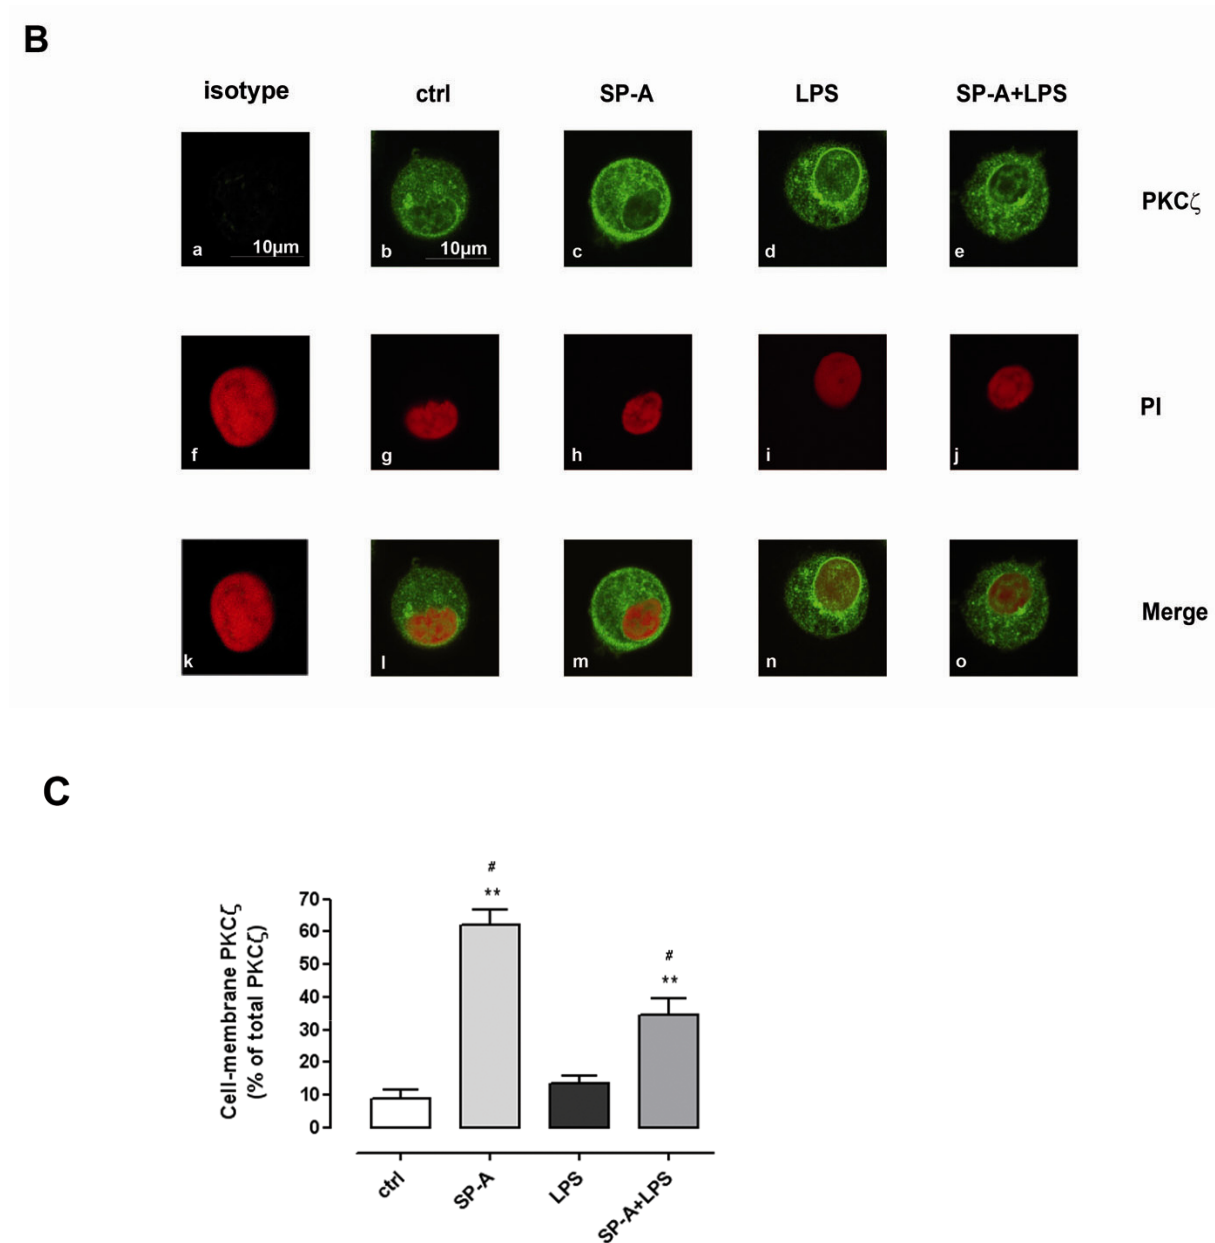 B
isotype ctrl SP-A LPS SP-A+LPS
a 10µm b 10µm c d e PKCζ
f g h i j PI
k l m n o Merge
C
# **
# **
Cell-membrane PKCζ
(% of total PKCζ)
70
60
50
40
30
20
10
0
ctrl SP-A LPS SP-A+LPS